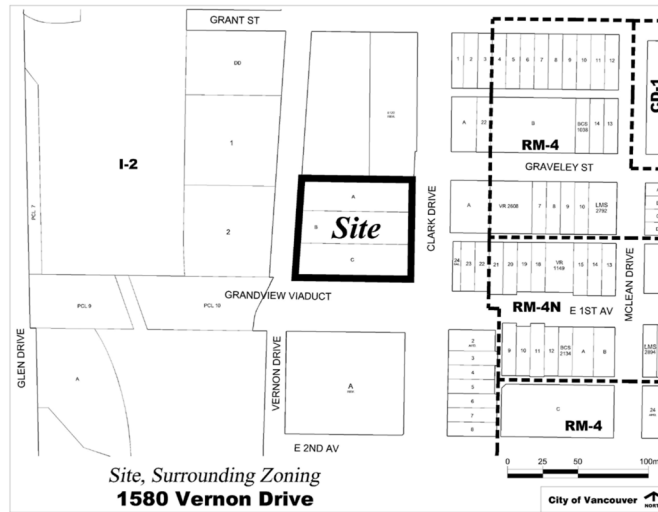 GRANT ST
DD
1
I-2
2
PCL 7
PCL 9
PCL 10
GLEN DRIVE
VERNON DRIVE
A
A
B
C
Site
GRANDVIEW VIADUCT
A
E 2ND AV
CLARK DRIVE
1 2 3 4 5 6 7 8 9 10 11 12
A 22 B BCS 14 13
RM-4
CD-1
GRAVELEY ST
A VR 2808 7 8 9 10 LMS
2792
23 22 21 20 19 18 VR 15 14 13
1149
RM-4N
E 1ST AV
MCLEAN DRIVE
2
3
4
5
6
7
8
9 10 11 12 BCS A B
2134
C
RM-4
24
0 25 50 100m
Site, Surrounding Zoning
1580 Vernon Drive
City of Vancouver
NORTH